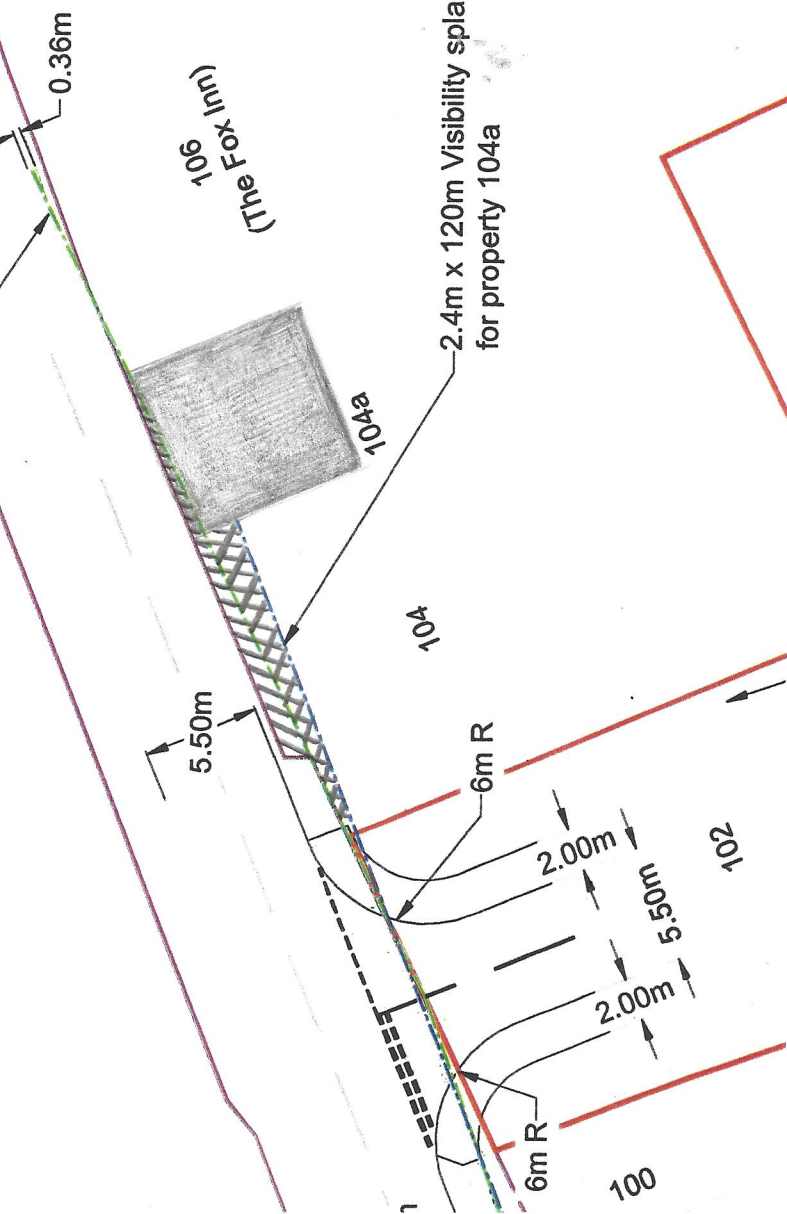 0.36m
106
(The Fox Inn)
2.4m x 120m Visibility spla
for property 104a
104a
104
5.50m
6m R
2.00m
5.50m
102
2.00m
6m R
100